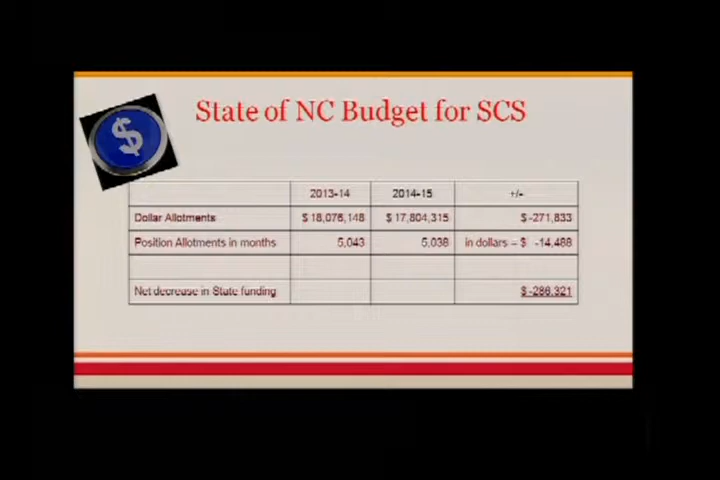 $
State of NC Budget for SCS
2013-14 2014-15 +/-
Dollar Allotments $ 18,076,148 $ 17,804,315 $ -271,833
Position Allotments in months 5,043 5,038 in dollars = $ -14,488
Net decrease in State funding $ -286,321